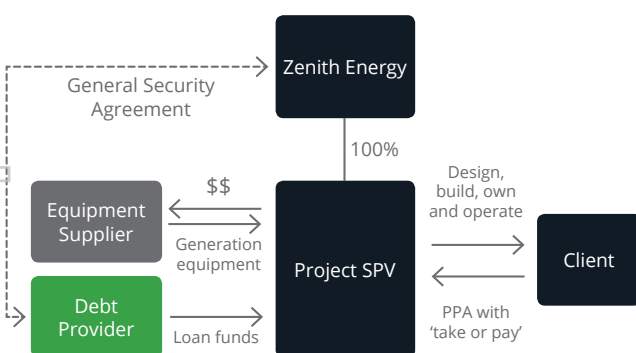 Zenith Energy
General Security
Agreement
100%
Equipment
Supplier
$$
Generation
equipment
Project SPV
Design,
build, own
and operate
Client
PPA with
‘take or pay’
Debt
Provider
Loan funds